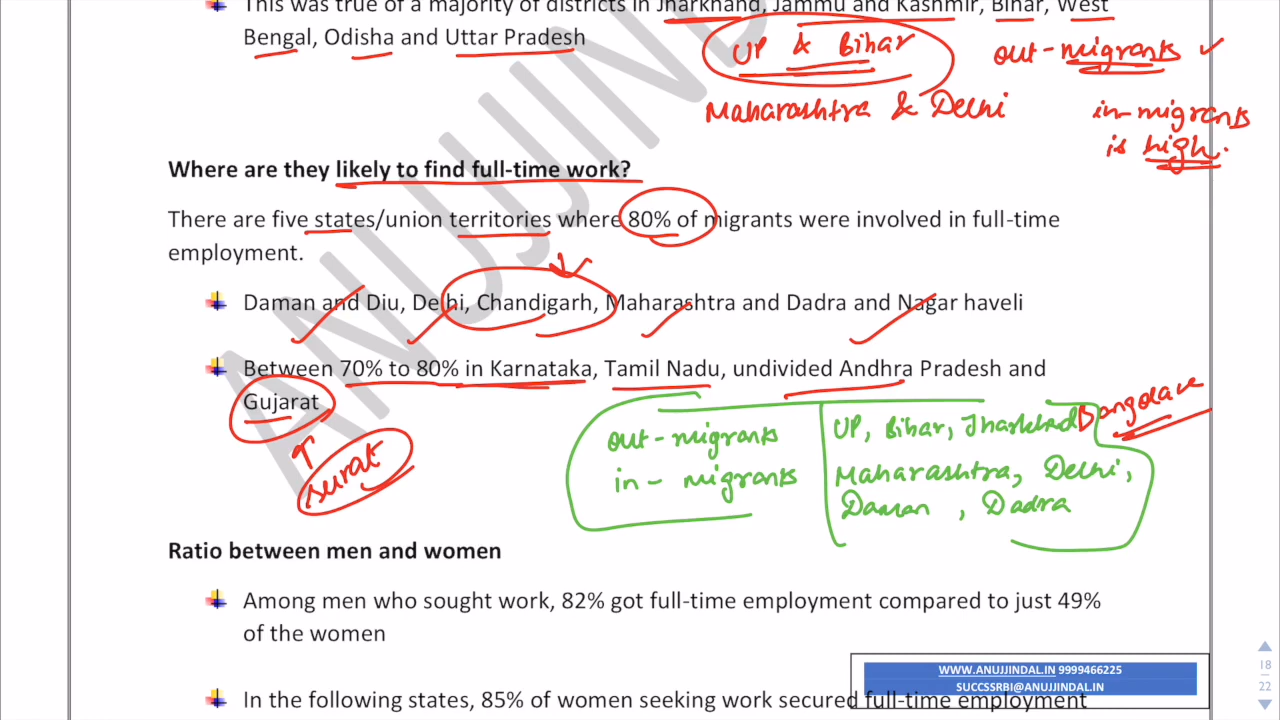 This was true of a majority of districts in Jharkhand, Jammu and Kashmir, Bihar, West
Bengal, Odisha and Uttar Pradesh
UP & Bihar
out-migrants
Maharashtra & Delhi
in-migrants
is high.
Where are they likely to find full-time work?
There are five states/union territories where 80% of migrants were involved in full-time
employment.
Daman and Diu, Delhi, Chandigarh, Maharashtra and Dadra and Nagar haveli
Between 70% to 80% in Karnataka, Tamil Nadu, undivided Andhra Pradesh and
Gujarat
Surat
Bangolare
out-migrants
UP, Bihar, Jharkhad
in-migrants
Maharashtra, Delhi,
Daman, Dadra
Ratio between men and women
Among men who sought work, 82% got full-time employment compared to just 49%
of the women
In the following states, 85% of women seeking work secured full-time employment
WWW.ANUJJINDAL.IN 9999466225
SUCCSSRBI@ANUJJINDAL.IN
18
22
ANUJJIND